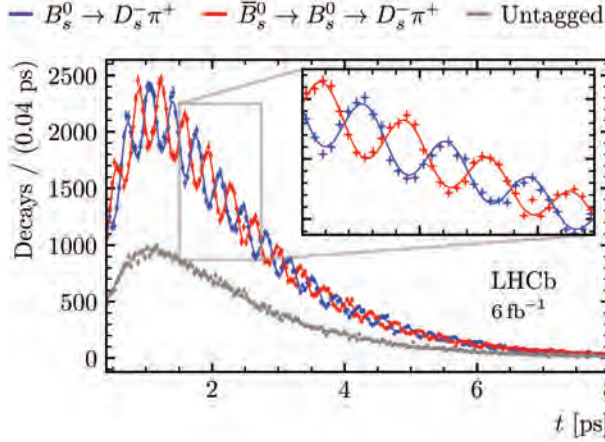 B_s^0 → D_s^- π^+ B̄_s^0 → B_s^0 → D_s^- π^+ Untagged
Decays / (0.04 ps)
2500
2000
1500
1000
500
0
LHCb
6 fb⁻¹
2 4 6 8
t [ps]